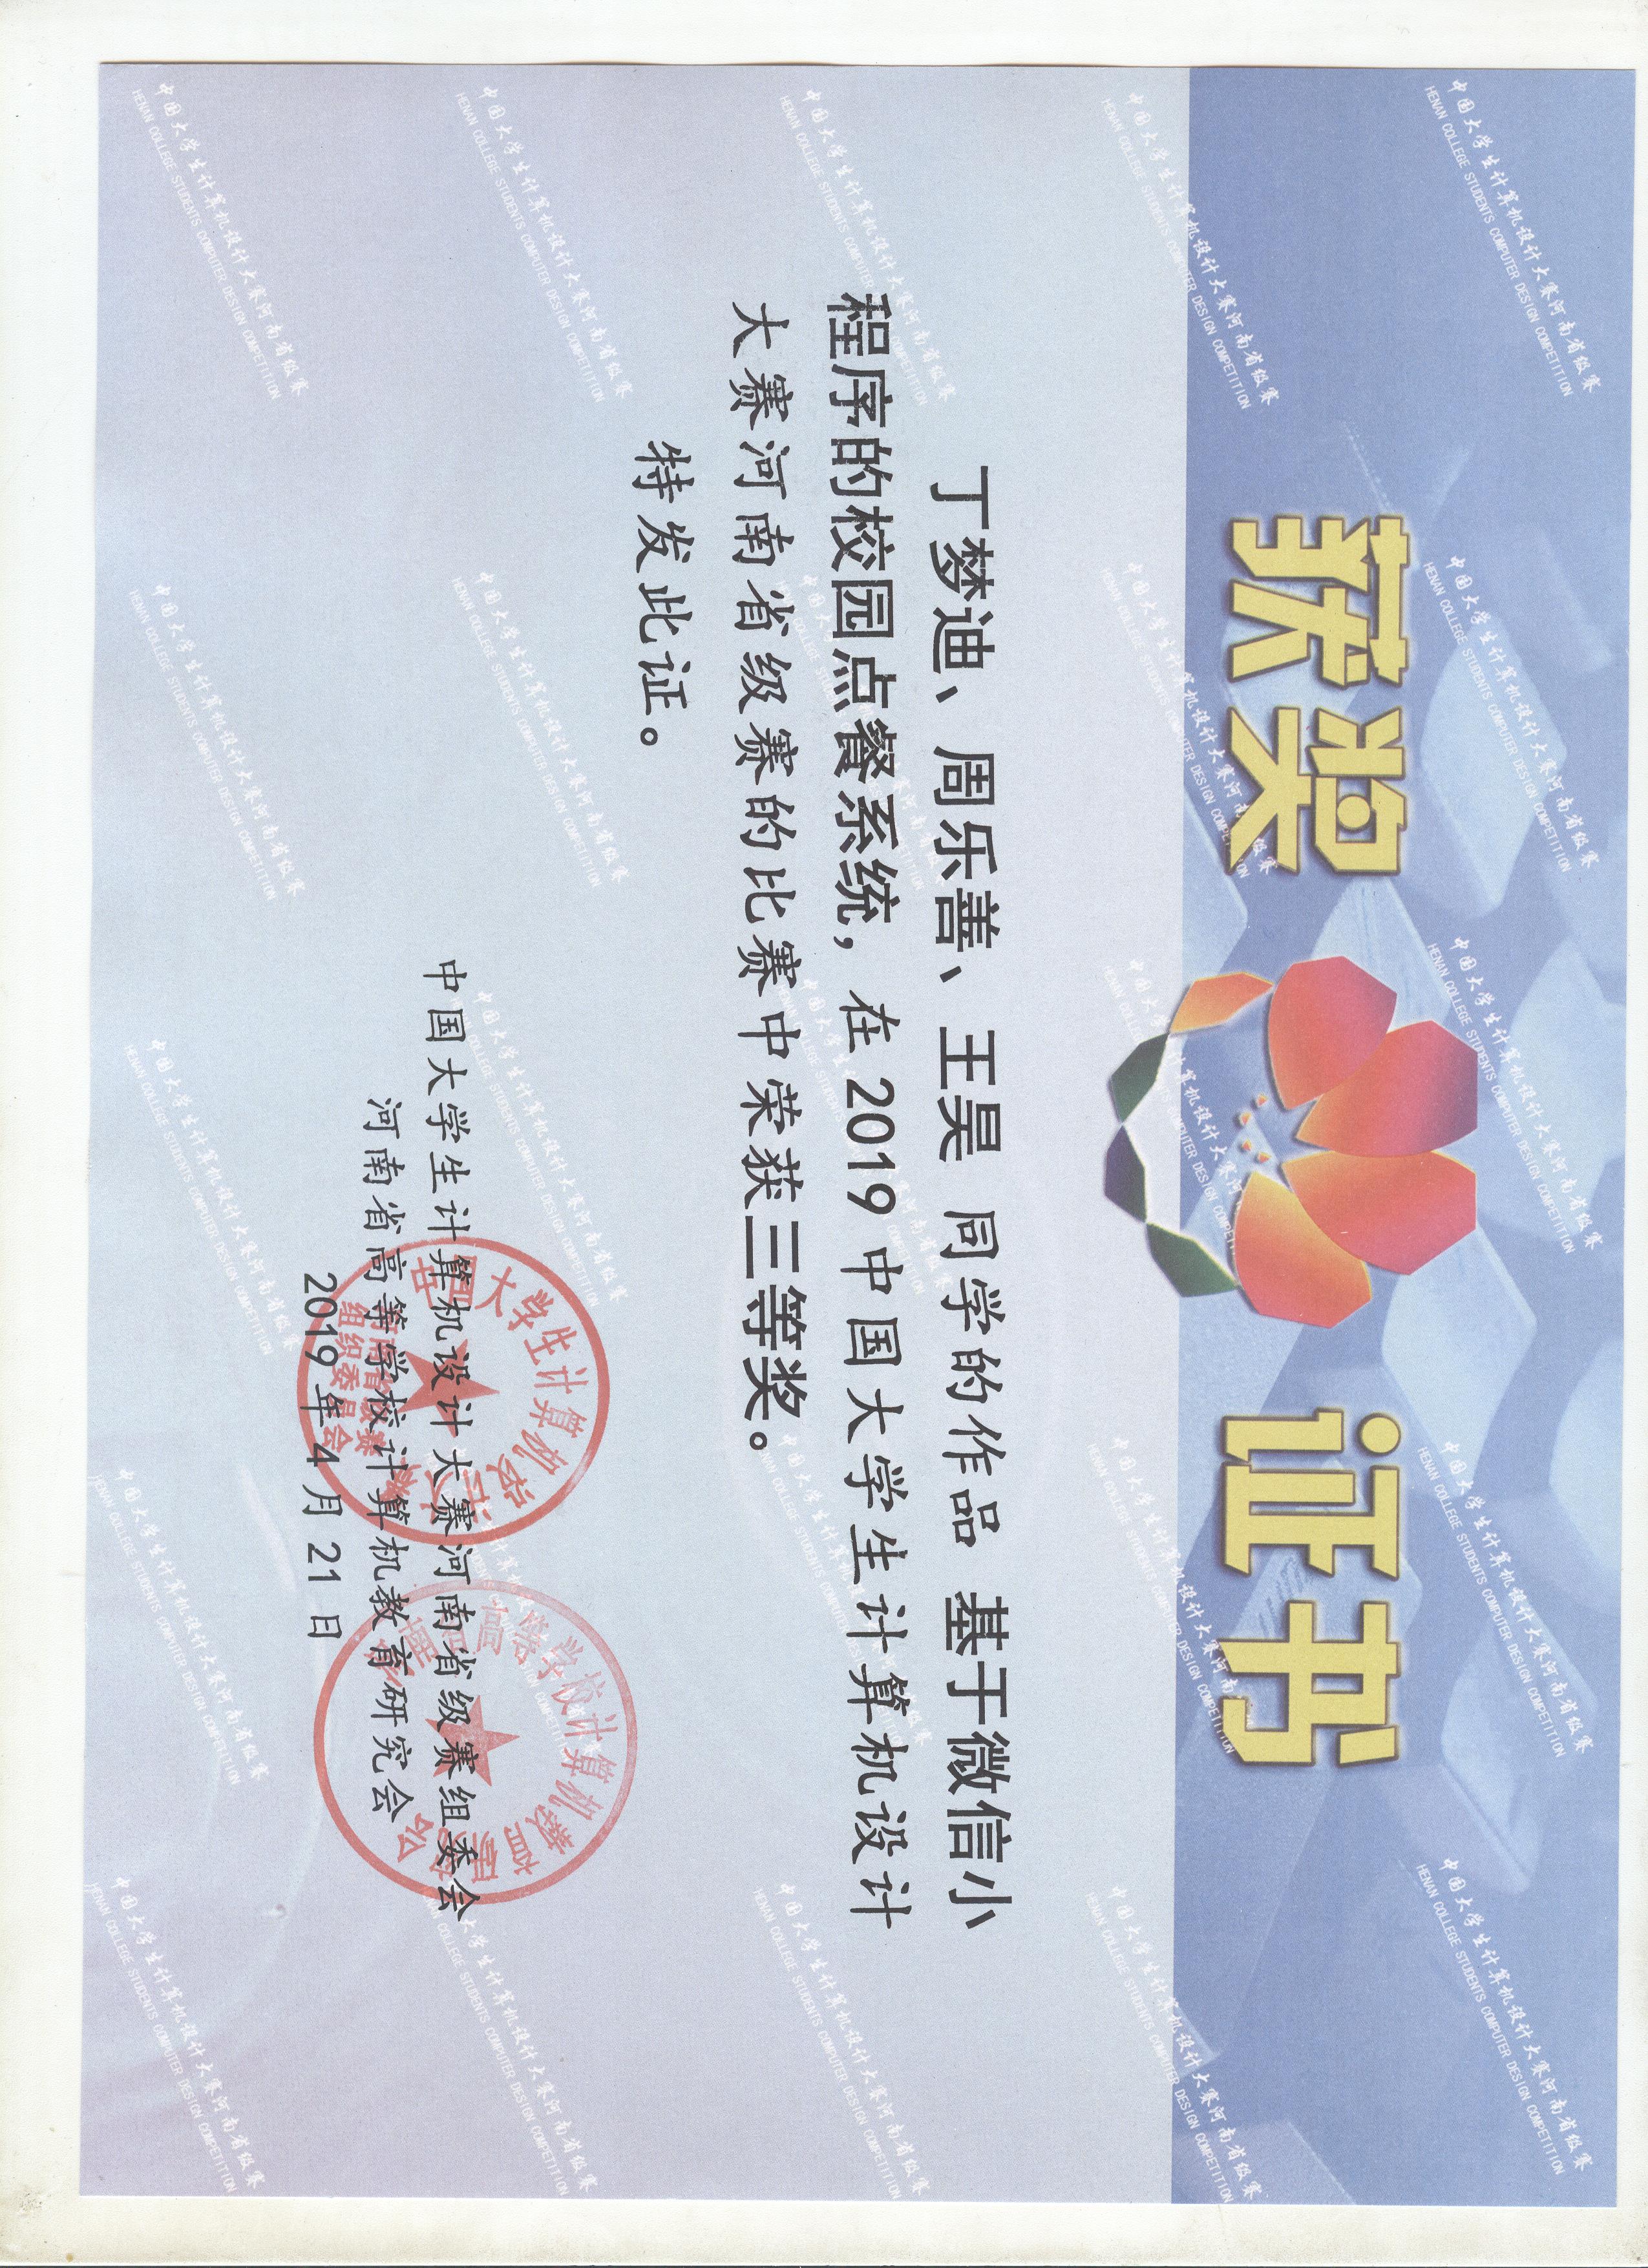 获奖 证书
丁梦迪、周乐善、王昊 同学的作品 基于微信小
程序的校园点餐系统，在 2019 中国大学生计算机设计
大赛河南省级赛的比赛中荣获三等奖。
特发此证。
中国大学生计算机设计大赛河南省级赛组委会
河南省高等学校计算机教育研究会
2019 年 4 月 21 日
中国大学生计算机设计大赛
河南省级赛
组织委员会
河南省高等学校计算机教育研究会
中国大学生计算机设计大赛河南省级赛
HENAN COLLEGE STUDENTS COMPUTER DESIGN COMPETITION